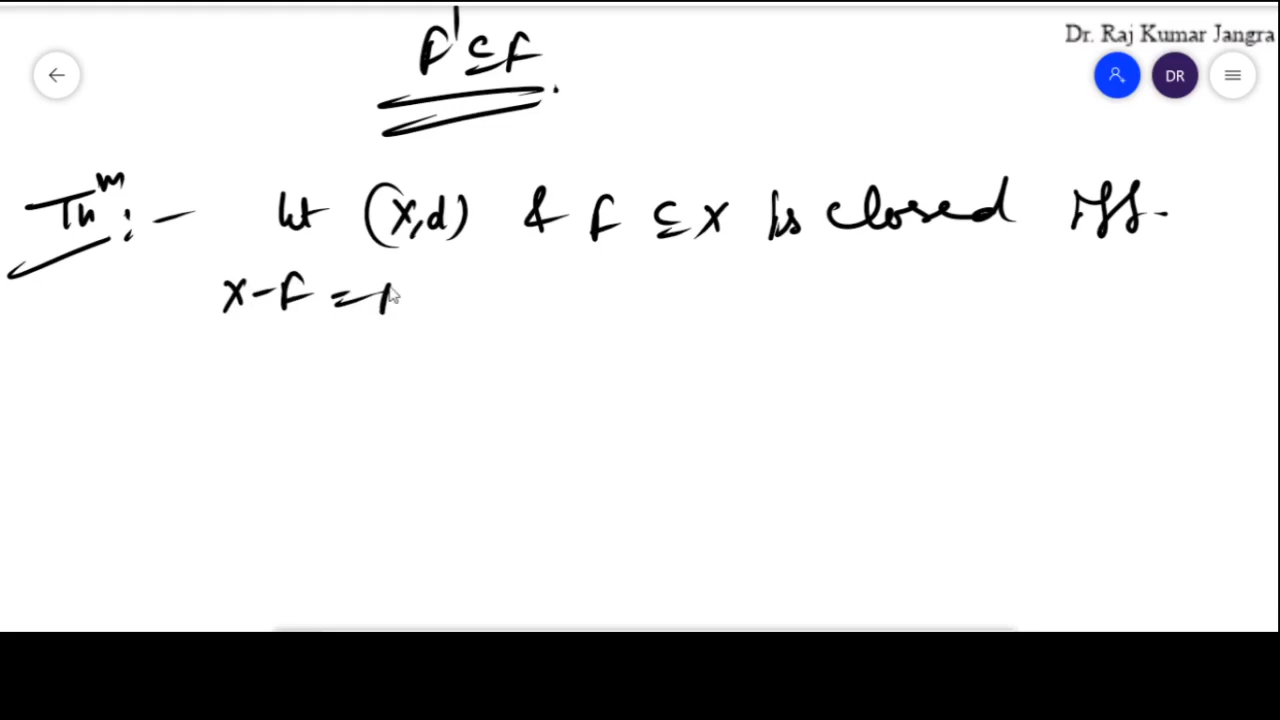 Dr. Raj Kumar Jangra
F' ⊆ F.
DR
Thm :- let (X,d) & F ⊆ X is closed iff.
X-F =